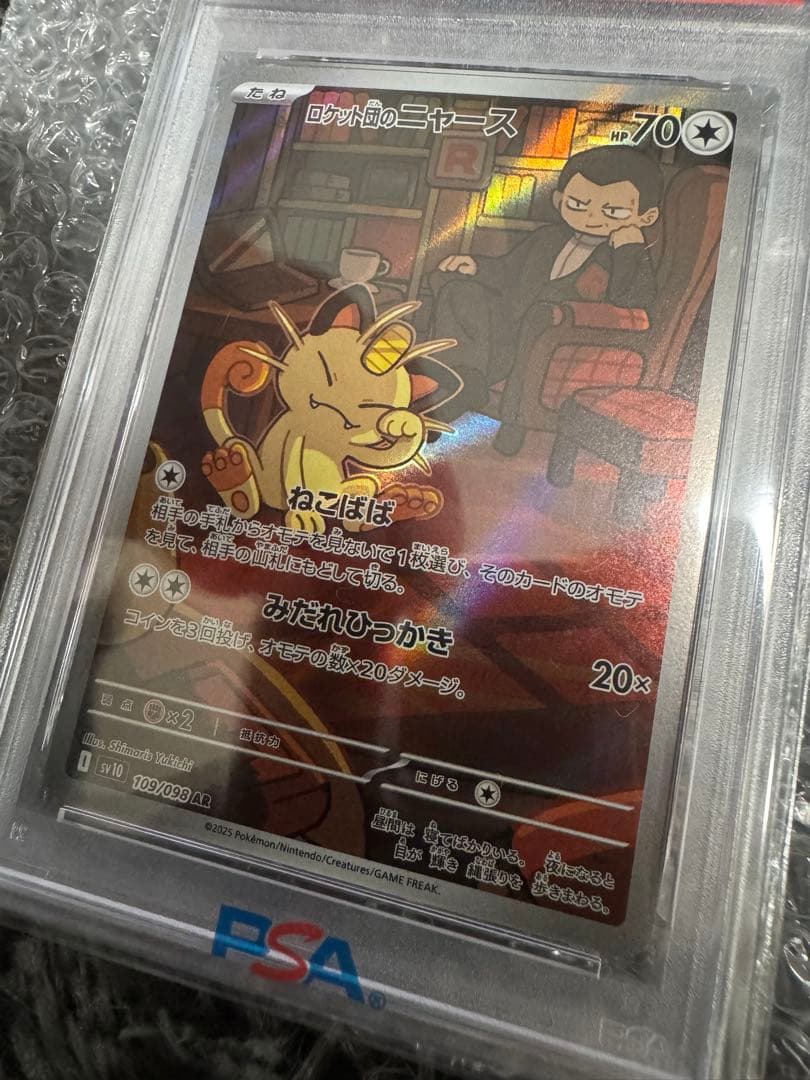 たね
ロケット団のニャース
HP 70
R
ねこばば
相手の手札からオモテを見ないで1枚選び、そのカードのオモテ
を見て、相手の山札にもどして切る。
みだれひっかき
20×
コインを3回投げ、オモテの数×20ダメージ。
弱点 ×2 抵抗力
にげる
Illus. Shimaris Yukichi
I sv10 109/098 AR
昼間は 寝てばかりいる。 夜になると
目が 輝き 縄張りを 歩きまわる。
©2025 Pokémon/Nintendo/Creatures/GAME FREAK.
PSA®